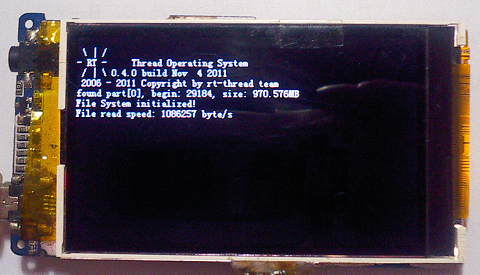 \ | /
- RT -     Thread Operating System
/ | \ 0.4.0 build Nov  4 2011
2006 - 2011 Copyright by rt-thread team
found part[0], begin: 29184, size: 970.576MB
File System initialized!
File read speed: 1086257 byte/s